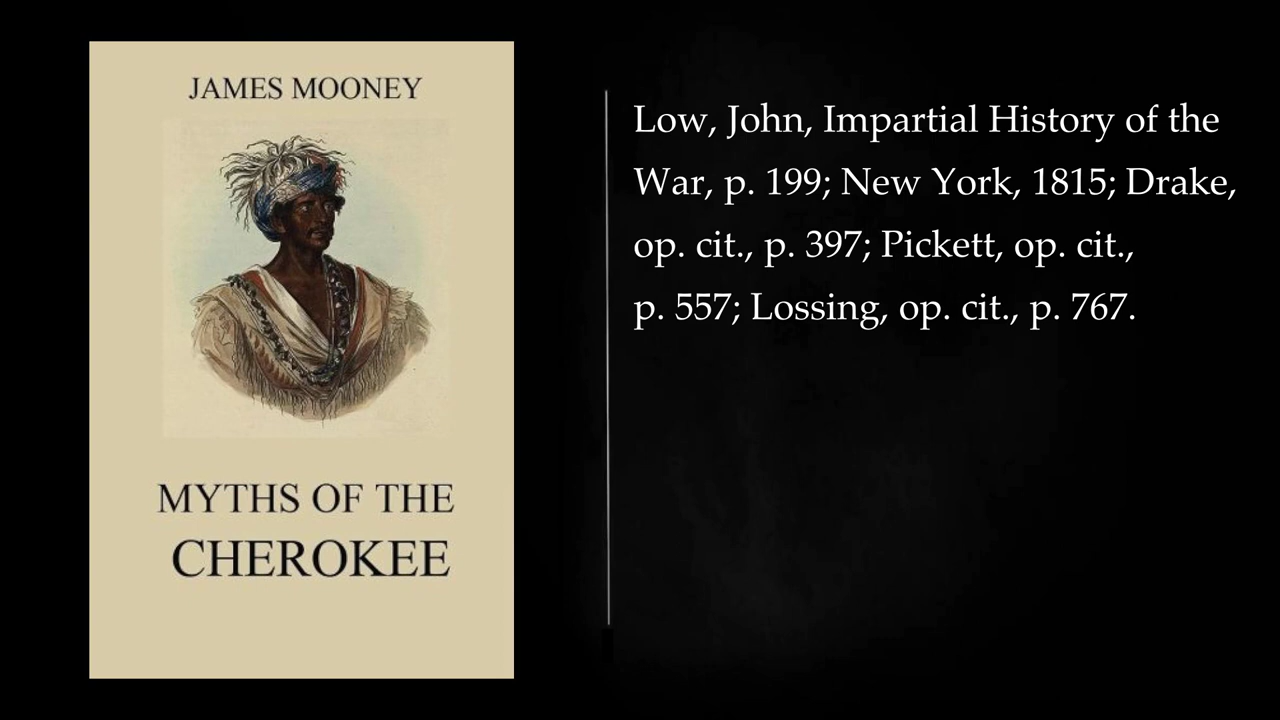 JAMES MOONEY
MYTHS OF THE
CHEROKEE
Low, John, Impartial History of the
War, p. 199; New York, 1815; Drake,
op. cit., p. 397; Pickett, op. cit.,
p. 557; Lossing, op. cit., p. 767.